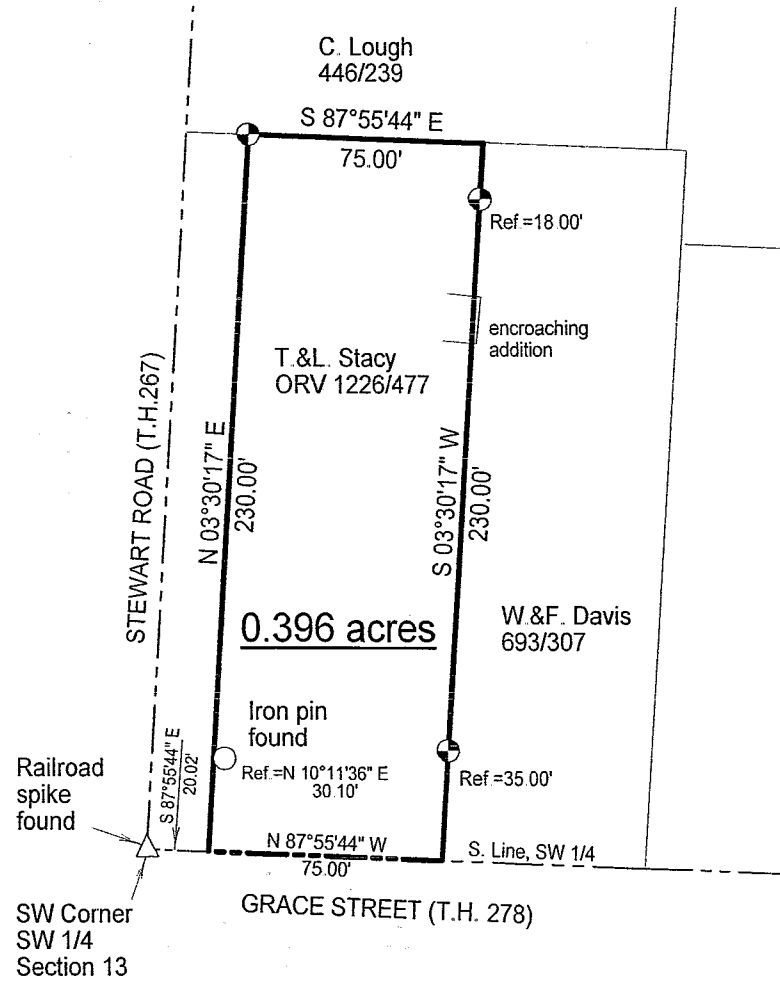 C. Lough
446/239
S 87°55'44" E
75.00'
Ref.=18.00'
encroaching
addition
T.&L. Stacy
ORV 1226/477
STEWART ROAD (T.H.267)
N 03°30'17" E
230.00'
S 03°30'17" W
230.00'
0.396 acres
W.&F. Davis
693/307
Iron pin
found
Ref.=N 10°11'36" E
30.10'
Ref.=35.00'
Railroad
spike
found
S 87°55'44" E
20.02'
N 87°55'44" W
75.00'
S. Line, SW 1/4
GRACE STREET (T.H. 278)
SW Corner
SW 1/4
Section 13